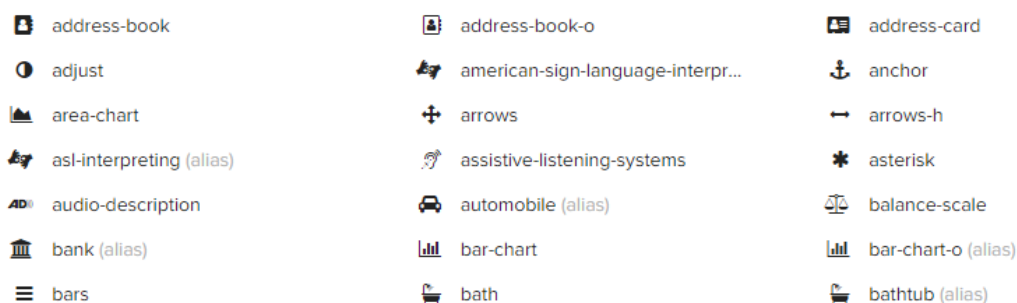 address-book address-book-o address-card
adjust american-sign-language-interpr... anchor
area-chart arrows arrows-h
asl-interpreting (alias) assistive-listening-systems asterisk
audio-description automobile (alias) balance-scale
bank (alias) bar-chart bar-chart-o (alias)
bars bath bathtub (alias)